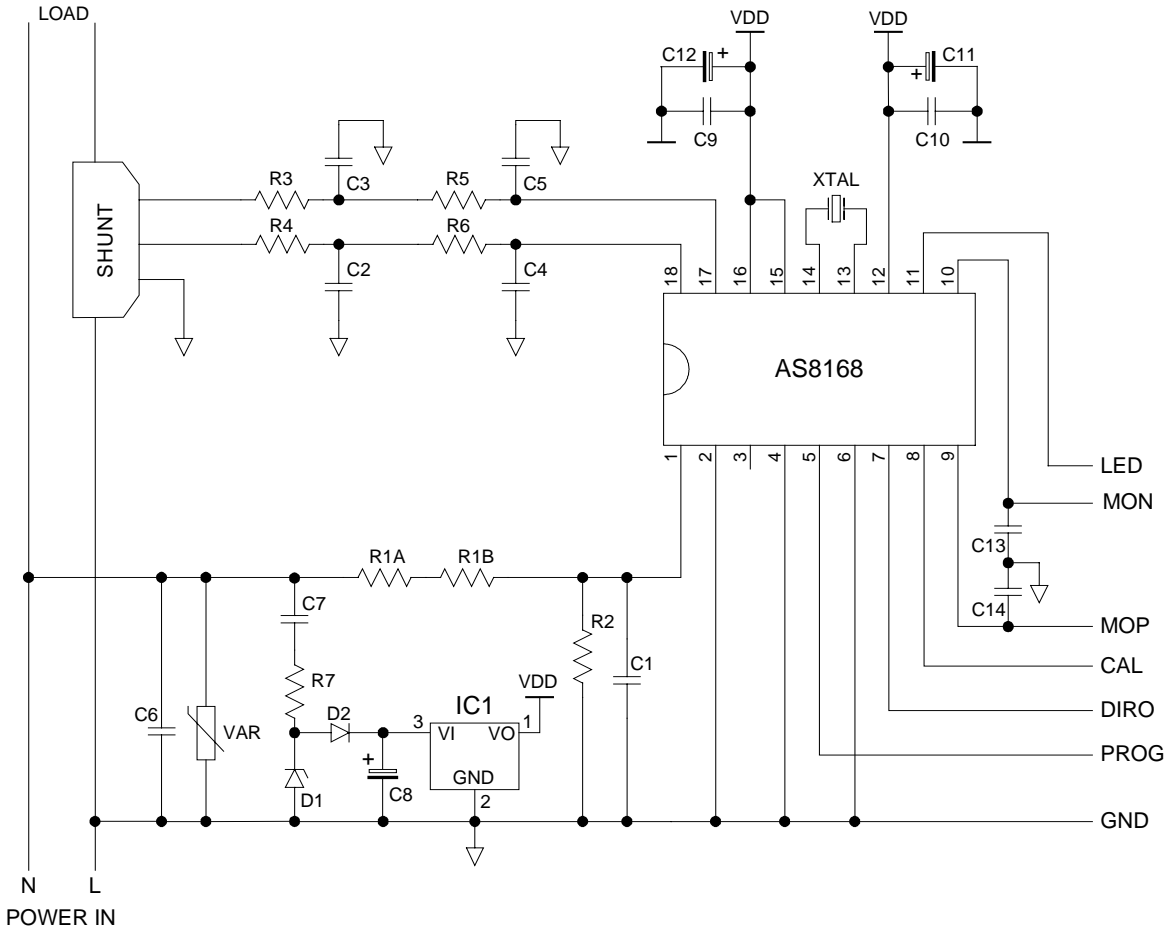 LOAD
VDD
VDD
C12
+
+
C11
C9
C10
R3
C3
R5
C5
XTAL
R4
R6
SHUNT
C2
C4
18
17
16
15
14
13
12
11
10
AS8168
1
2
3
4
5
6
7
8
9
LED
MON
C13
R1A
R1B
C7
C14
R2
MOP
R7
C1
CAL
VDD
D2
IC1
C6
VAR
3
VI
VO
1
DIRO
+
PROG
D1
C8
GND
2
GND
N
L
POWER IN